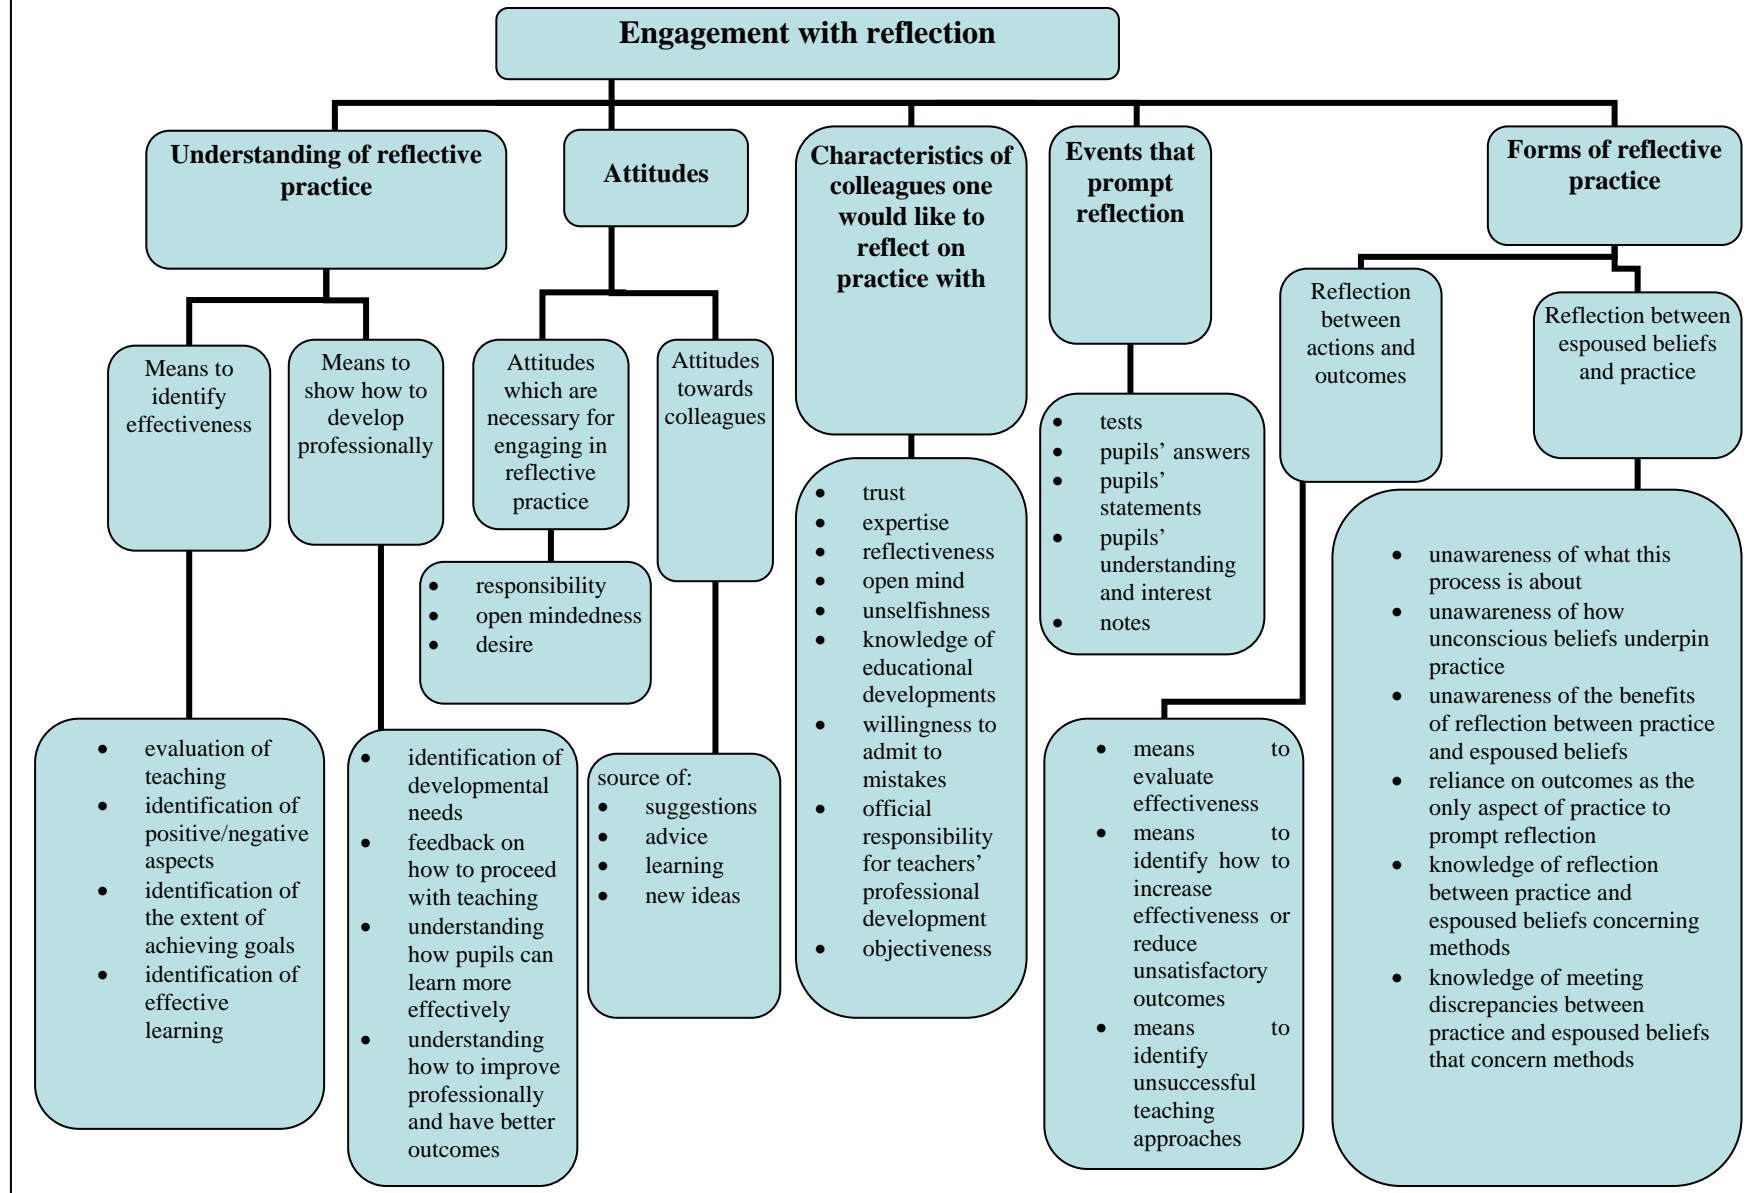 Engagement with reflection
Understanding of reflective
practice
Attitudes
Characteristics of
colleagues one
would like to
reflect on
practice with
Events that
prompt
reflection
Forms of reflective
practice
Means to
identify
effectiveness
Means to
show how to
develop
professionally
Attitudes
which are
necessary for
engaging in
reflective
practice
Attitudes
towards
colleagues
Reflection
between
actions and
outcomes
Reflection between
espoused beliefs
and practice
• evaluation of
teaching
• identification of
positive/negative
aspects
• identification of
the extent of
achieving goals
• identification of
effective
learning
• identification of
developmental
needs
• feedback on
how to proceed
with teaching
• understanding
how pupils can
learn more
effectively
• understanding
how to improve
professionally
and have better
outcomes
• responsibility
• open mindedness
• desire
source of:
• suggestions
• advice
• learning
• new ideas
• trust
• expertise
• reflectiveness
• open mind
• unselfishness
• knowledge of
educational
developments
• willingness to
admit to
mistakes
• official
responsibility
for teachers’
professional
development
• objectiveness
• tests
• pupils’ answers
• pupils’
statements
• pupils’
understanding
and interest
• notes
• means to
evaluate
effectiveness
• means to
identify how to
increase
effectiveness or
reduce
unsatisfactory
outcomes
• means to
identify
unsuccessful
teaching
approaches
• unawareness of what this
process is about
• unawareness of how
unconscious beliefs underpin
practice
• unawareness of the benefits
of reflection between practice
and espoused beliefs
• reliance on outcomes as the
only aspect of practice to
prompt reflection
• knowledge of reflection
between practice and
espoused beliefs concerning
methods
• knowledge of meeting
discrepancies between
practice and espoused beliefs
that concern methods